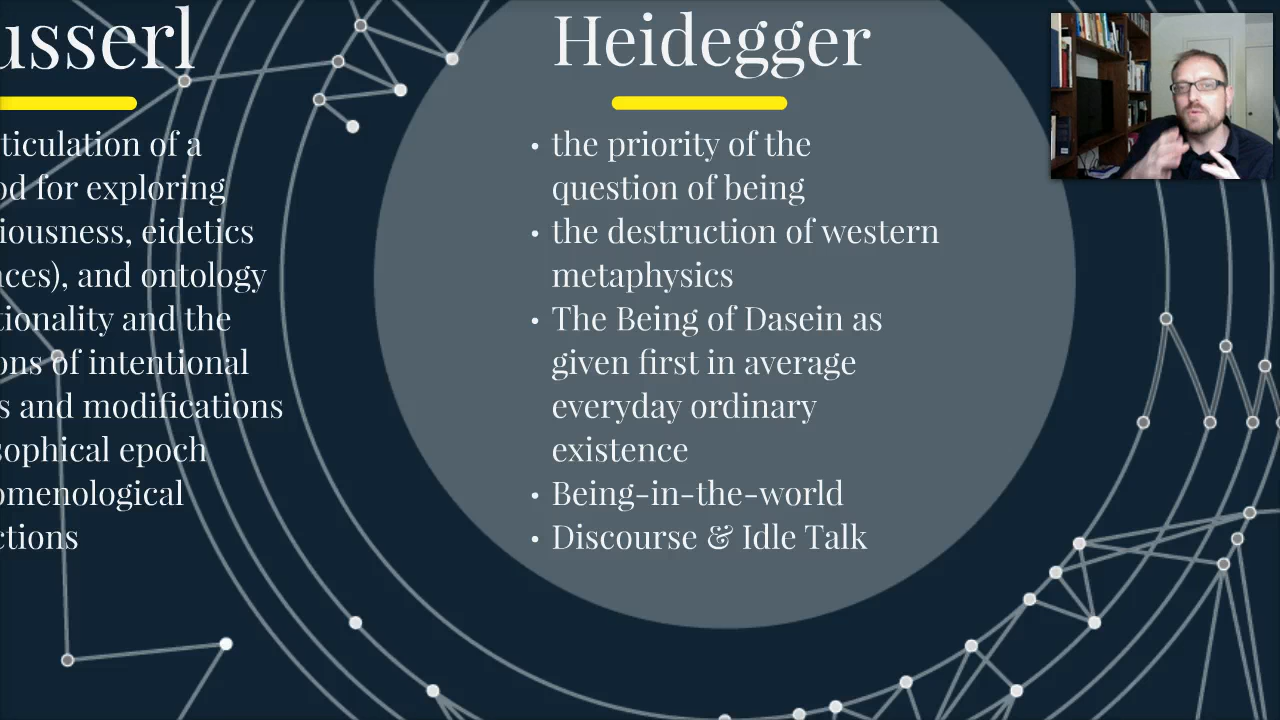 usserl
ticulation of a
od for exploring
iousness, eidetics
nces), and ontology
tionality and the
ons of intentional
s and modifications
sophical epoch
omenological
ctions
Heidegger
• the priority of the
question of being
• the destruction of western
metaphysics
• The Being of Dasein as
given first in average
everyday ordinary
existence
• Being-in-the-world
• Discourse & Idle Talk